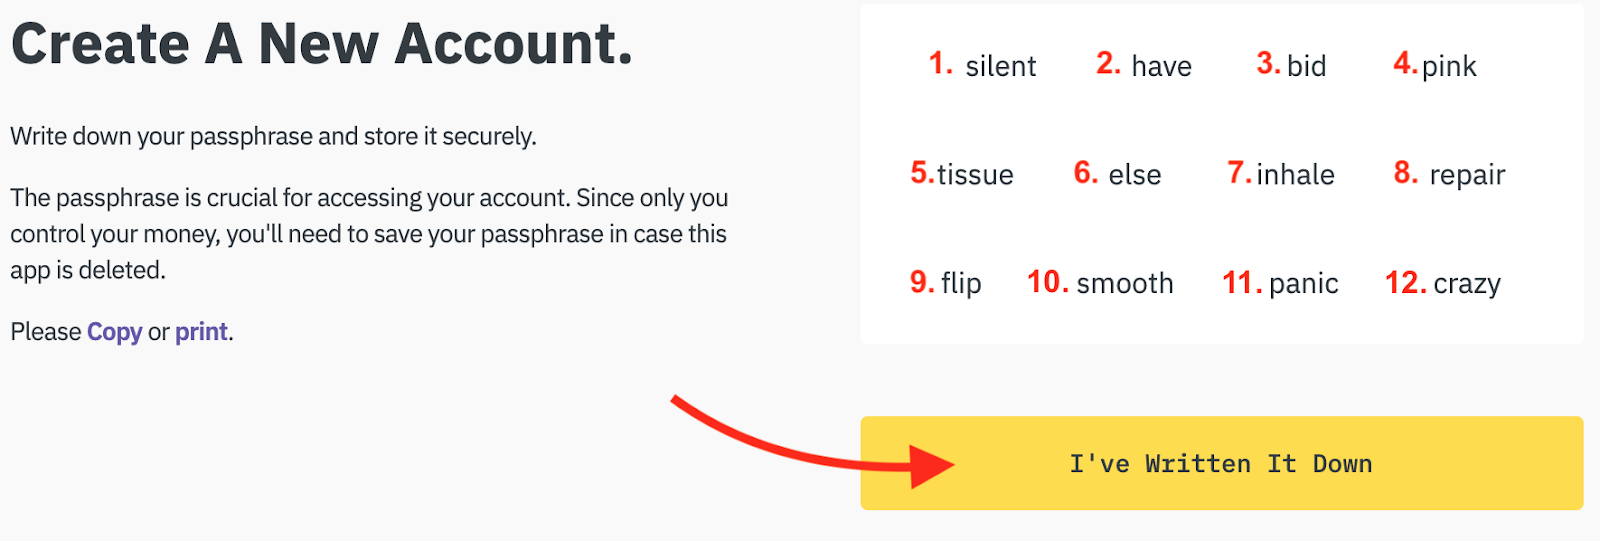 Create A New Account.
Write down your passphrase and store it securely.
The passphrase is crucial for accessing your account. Since only you
control your money, you'll need to save your passphrase in case this
app is deleted.
Please Copy or print.
1. silent 2. have 3. bid 4. pink
5. tissue 6. else 7. inhale 8. repair
9. flip 10. smooth 11. panic 12. crazy
I've Written It Down